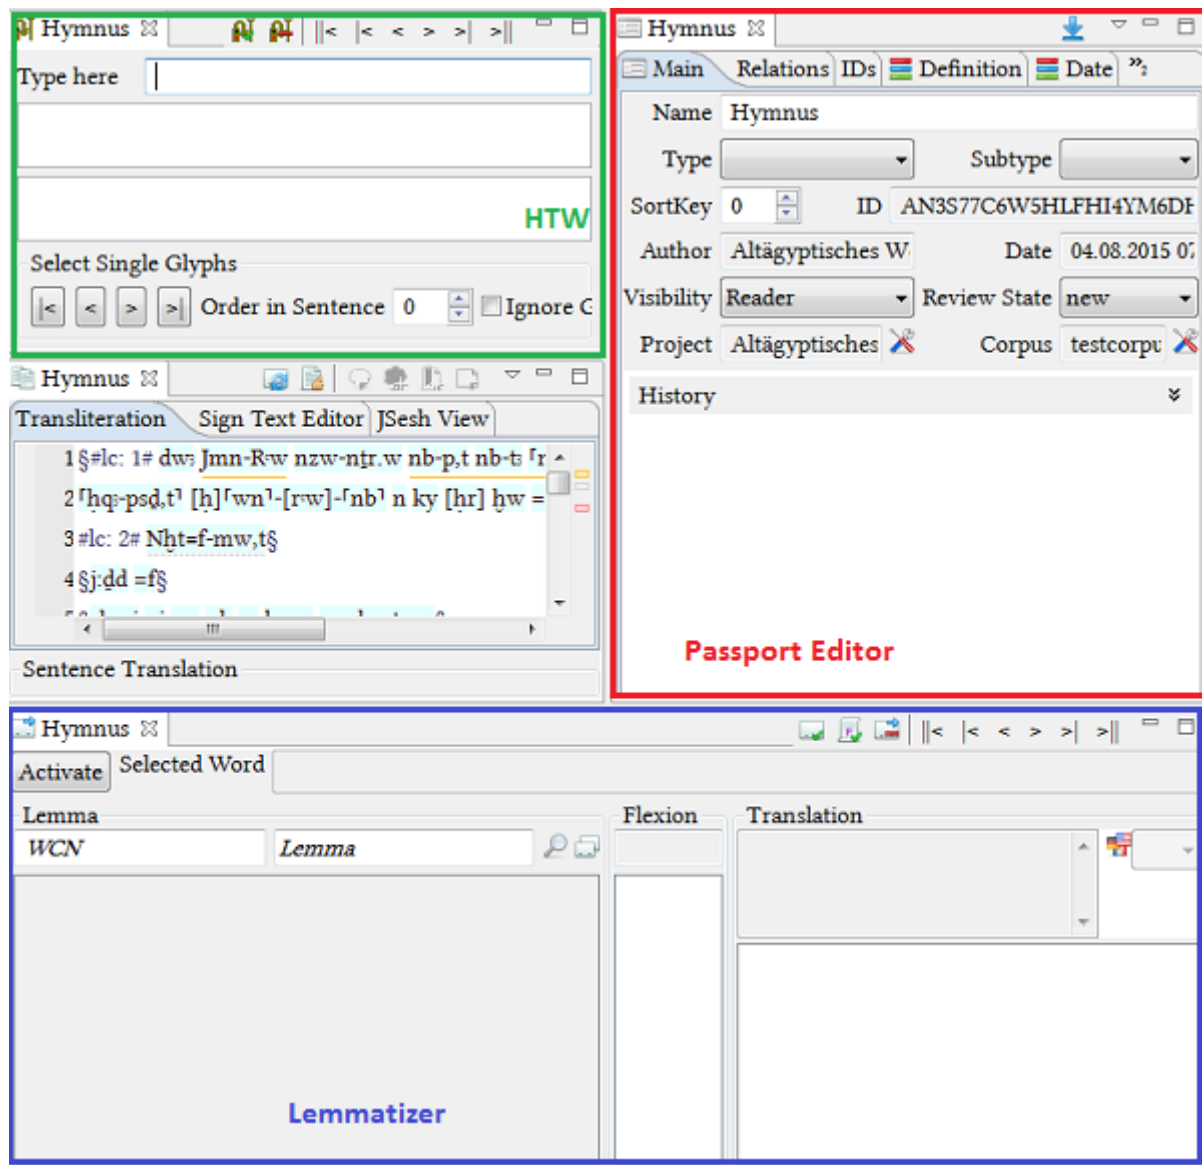 Hymnus
Type here
HTW
Select Single Glyphs
|< < > >| Order in Sentence 0 Ignore G
Hymnus
Transliteration Sign Text Editor JSesh View
1 §#lc: 1# dwꜣ Jmn-Rꜥw nzw-nṯr.w nb-p,t nb-tꜣ ⸢r
2 ⸢ḥqꜣ-psḏ,t⸣ [ḥ]⸢wn⸣-[rꜥw]-⸢nb⸣ n ky [hr] ẖw =
3 #lc: 2# Nḫt=f-mw,t§
4 §j:ḏd =f§
Sentence Translation
Hymnus
Main Relations IDs Definition Date »2
Name Hymnus
Type Subtype
SortKey 0 ID AN3S77C6W5HLFHI4YM6DH
Author Altägyptisches W Date 04.08.2015 07
Visibility Reader Review State new
Project Altägyptisches Corpus testcorpu
History
Passport Editor
Hymnus
||< |< < > >| >||
Activate Selected Word
Lemma Flexion Translation
WCN Lemma
Lemmatizer